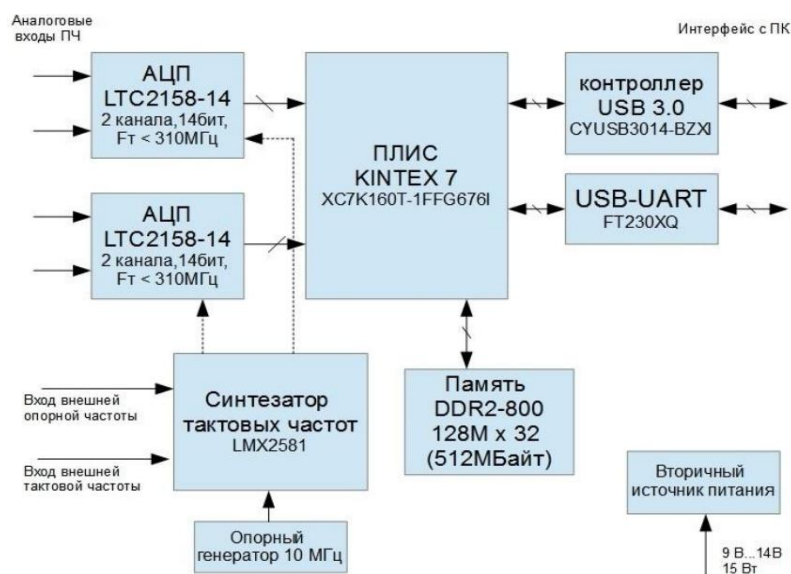 Аналоговые
входы ПЧ
Интерфейс с ПК
АЦП
LTC2158-14
2 канала,14бит,
Fт < 310МГц
ПЛИС
KINTEX 7
XC7K160T-1FFG676I
контроллер
USB 3.0
CYUSB3014-BZXI
USB-UART
FT230XQ
АЦП
LTC2158-14
2 канала,14бит,
Fт < 310МГц
Синтезатор
тактовых частот
LMX2581
Память
DDR2-800
128М x 32
(512МБайт)
Вход внешней
опорной частоты
Вход внешней
тактовой частоты
Опорный
генератор 10 МГц
Вторичный
источник питания
9 В...14В
15 Вт